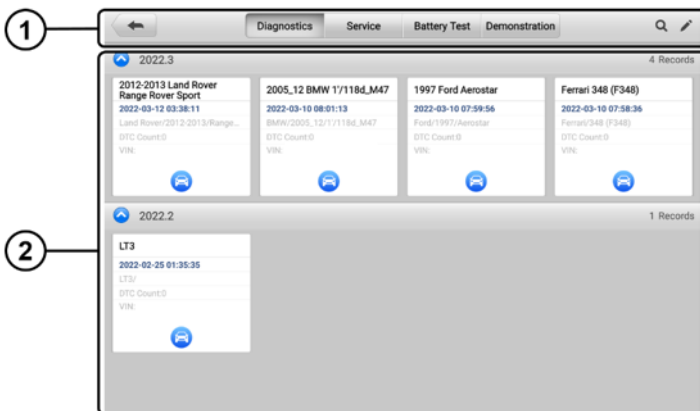 1
Diagnostics Service Battery Test Demonstration
2022.3 4 Records
2012-2013 Land Rover
Range Rover Sport
2022-03-12 03:38:11
Land Rover/2012-2013/Range...
DTC Count:0
VIN:
2005_12 BMW 1'/118d_M47
2022-03-10 08:01:13
BMW/2005_12/1'/118d_M47
DTC Count:0
VIN:
1997 Ford Aerostar
2022-03-10 07:59:56
Ford/1997/Aerostar
DTC Count:0
VIN:
Ferrari 348 (F348)
2022-03-10 07:58:36
Ferrari/348 (F348)
DTC Count:0
VIN:
2
2022.2 1 Records
LT3
2022-02-25 01:35:35
LT3/
DTC Count:0
VIN: